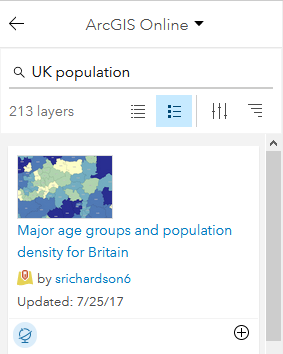 ArcGIS Online
UK population
213 layers
Major age groups and population
density for Britain
by srichardson6
Updated: 7/25/17